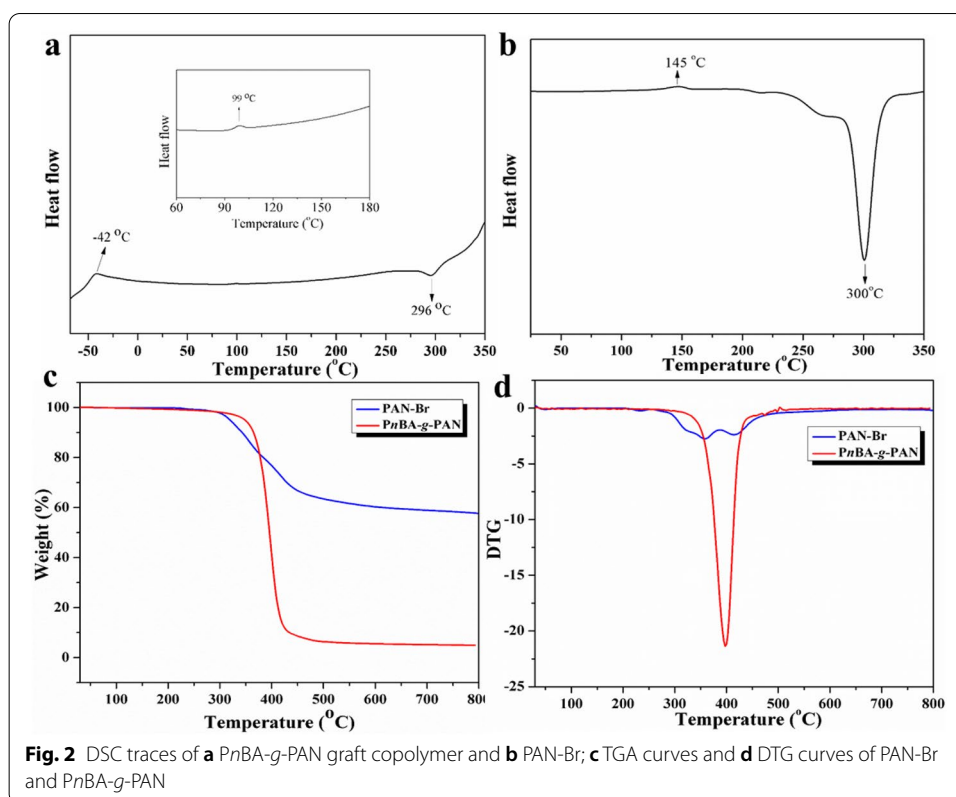 a
99 °C
Heat flow
60 90 120 150 180
Temperature (°C)
Heat flow
-42 °C
296 °C
-50 0 50 100 150 200 250 300 350
Temperature (°C)
b
145 °C
Heat flow
300°C
50 100 150 200 250 300 350
Temperature (°C)
c
PAN-Br
PnBA-g-PAN
Weight (%)
100
80
60
40
20
0
100 200 300 400 500 600 700 800
Temperature (°C)
d
PAN-Br
PnBA-g-PAN
DTG
0
-5
-10
-15
-20
-25
100 200 300 400 500 600 700 800
Temperature (°C)
Fig. 2 DSC traces of a PnBA-g-PAN graft copolymer and b PAN-Br; c TGA curves and d DTG curves of PAN-Br
and PnBA-g-PAN